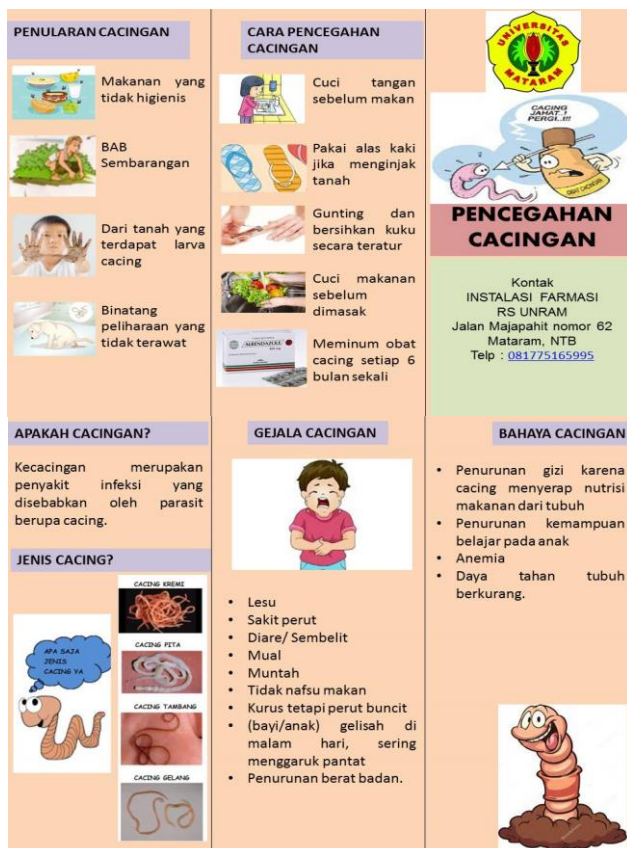 PENULARAN CACINGAN
Makanan yang
tidak higienis
BAB
Sembarangan
Dari tanah yang
terdapat larva
cacing
Binatang
peliharaan yang
tidak terawat
CARA PENCEGAHAN
CACINGAN
Cuci tangan
sebelum makan
Pakai alas kaki
jika menginjak
tanah
Gunting dan
bersihkan kuku
secara teratur
Cuci makanan
sebelum
dimasak
ALBENDAZOLE
Meminum obat
cacing setiap 6
bulan sekali
UNIVERSITAS
MATARAM
CACING
JAHAT..!
PERGI..!!!
OBAT CACINGAN
PENCEGAHAN
CACINGAN
Kontak
INSTALASI FARMASI
RS UNRAM
Jalan Majapahit nomor 62
Mataram, NTB
Telp : 081775165995
APAKAH CACINGAN?
Kecacingan merupakan
penyakit infeksi yang
disebabkan oleh parasit
berupa cacing.
JENIS CACING?
APA SAJA
JENIS
CACING YA
CACING KREMI
CACING PITA
CACING TAMBANG
CACING GELANG
GEJALA CACINGAN
• Lesu
• Sakit perut
• Diare/ Sembelit
• Mual
• Muntah
• Tidak nafsu makan
• Kurus tetapi perut buncit
• (bayi/anak) gelisah di
malam hari, sering
menggaruk pantat
• Penurunan berat badan.
BAHAYA CACINGAN
• Penurunan gizi karena
cacing menyerap nutrisi
makanan dari tubuh
• Penurunan kemampuan
belajar pada anak
• Anemia
• Daya tahan tubuh
berkurang.